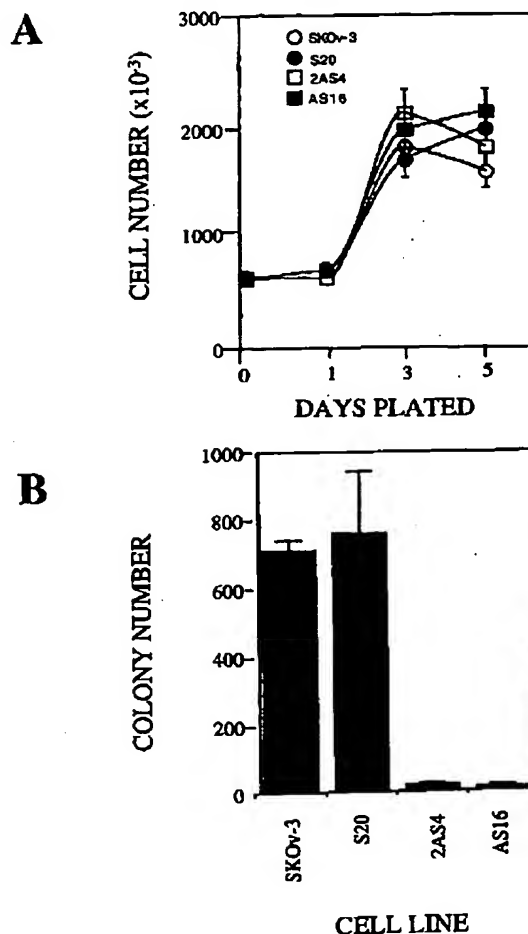 A
CELL NUMBER (x10-3)
3000
2000
1000
0
SKOv-3
S20
2AS4
AS16
0
1
3
5
DAYS PLATED
B
COLONY NUMBER
1000
800
600
400
200
0
SKOv-3
S20
2AS4
AS16
CELL LINE